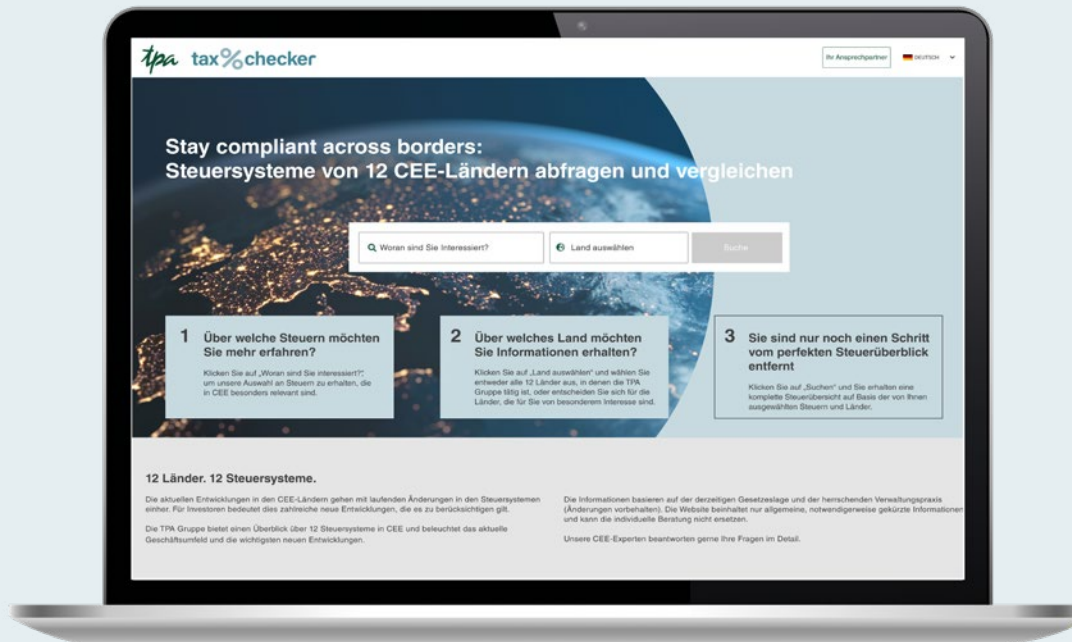 tpa tax%checker
Ihr Ansprechpartner
DEUTSCH
Stay compliant across borders:
Steuersysteme von 12 CEE-Ländern abfragen und vergleichen
Woran sind Sie Interessiert?
Land auswählen
Suche
1 Über welche Steuern möchten
Sie mehr erfahren?
Klicken Sie auf „Woran sind Sie interessiert?“,
um unsere Auswahl an Steuern zu erhalten, die
in CEE besonders relevant sind.
2 Über welches Land möchten
Sie Informationen erhalten?
Klicken Sie auf „Land auswählen“ und wählen Sie
entweder alle 12 Länder aus, in denen die TPA
Gruppe tätig ist, oder entscheiden Sie sich für die
Länder, die für Sie von besonderem Interesse sind.
3 Sie sind nur noch einen Schritt
vom perfekten Steuerüberblick
entfernt
Klicken Sie auf „Suchen“ und Sie erhalten eine
komplette Steuerübersicht auf Basis der von Ihnen
ausgewählten Steuern und Länder.
12 Länder. 12 Steuersysteme.
Die aktuellen Entwicklungen in den CEE-Ländern gehen mit laufenden Änderungen in den Steuersystemen
einher. Für Investoren bedeutet dies zahlreiche neue Entwicklungen, die es zu berücksichtigen gilt.
Die TPA Gruppe bietet einen Überblick über 12 Steuersysteme in CEE und beleuchtet das aktuelle
Geschäftsumfeld und die wichtigsten neuen Entwicklungen.
Die Informationen basieren auf der derzeitigen Gesetzeslage und der herrschenden Verwaltungspraxis
(Änderungen vorbehalten). Die Website beinhaltet nur allgemeine, notwendigerweise gekürzte Informationen
und kann die individuelle Beratung nicht ersetzen.
Unsere CEE-Experten beantworten gerne Ihre Fragen im Detail.